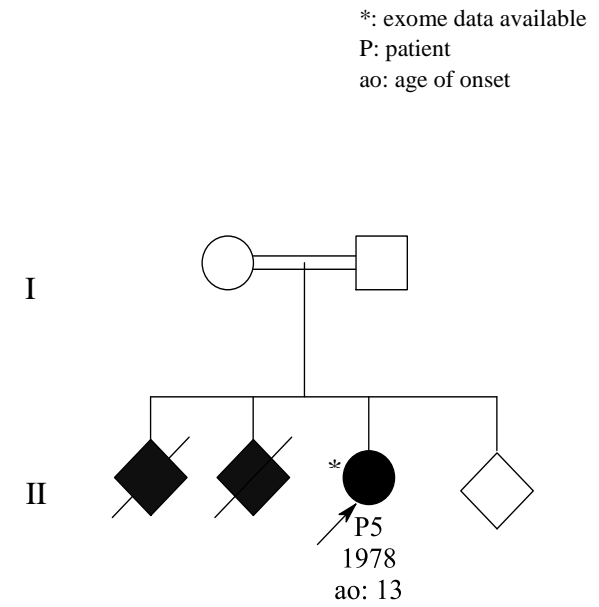 *: exome data available
P: patient
ao: age of onset
I
II
*
P5
1978
ao: 13